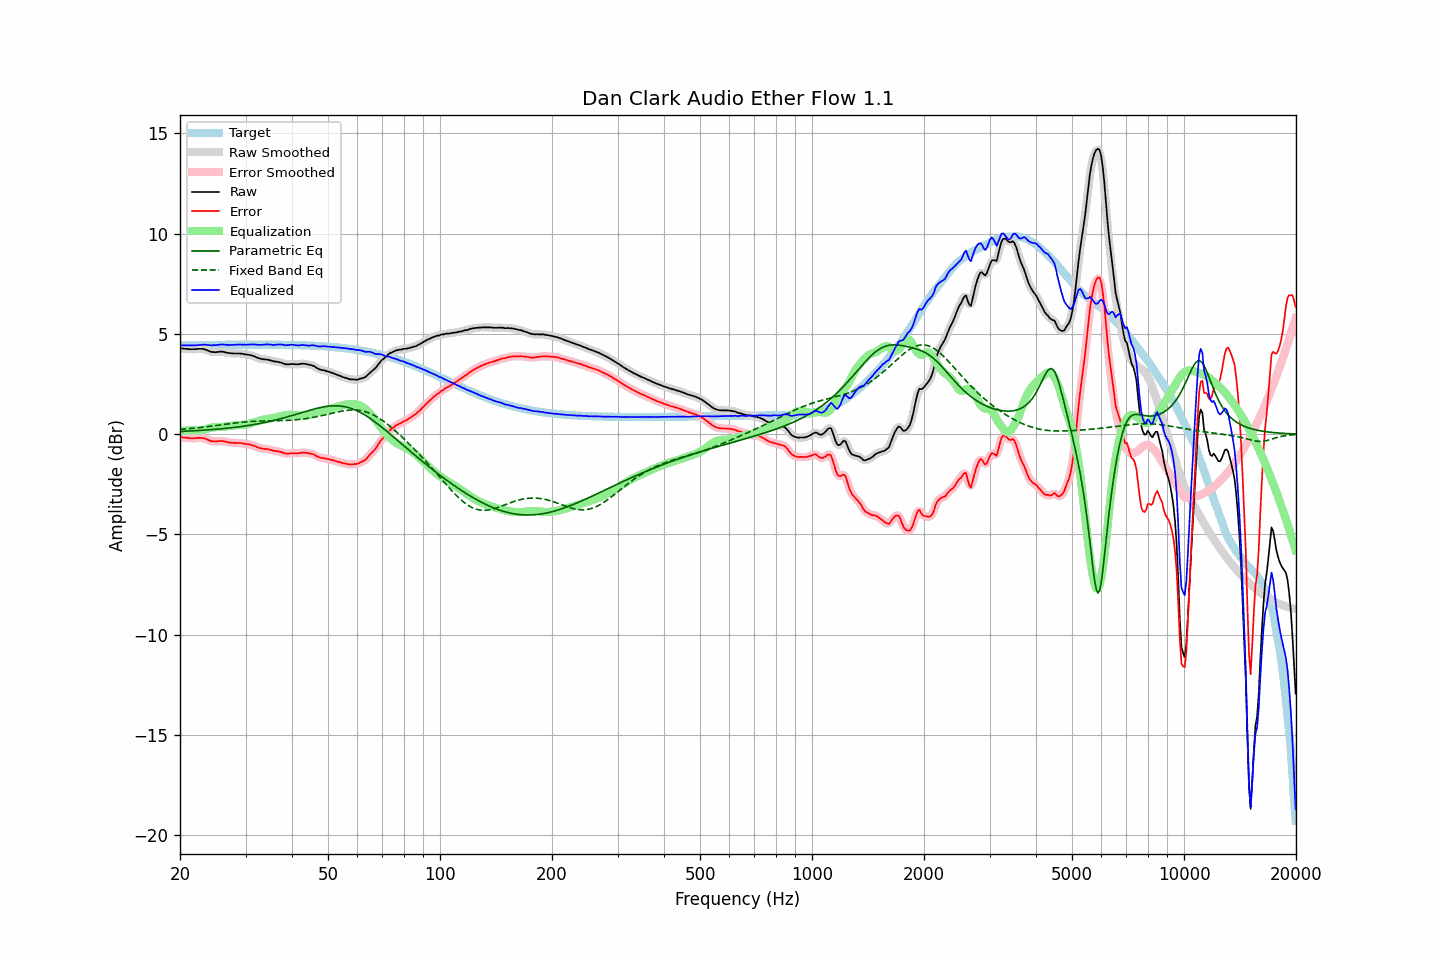 Dan Clark Audio Ether Flow 1.1
Target
Raw Smoothed
Error Smoothed
Raw
Error
Equalization
Parametric Eq
Fixed Band Eq
Equalized
15
10
5
0
−5
−10
−15
−20
Amplitude (dBr)
20
50
100
200
500
1000
2000
5000
10000
20000
Frequency (Hz)